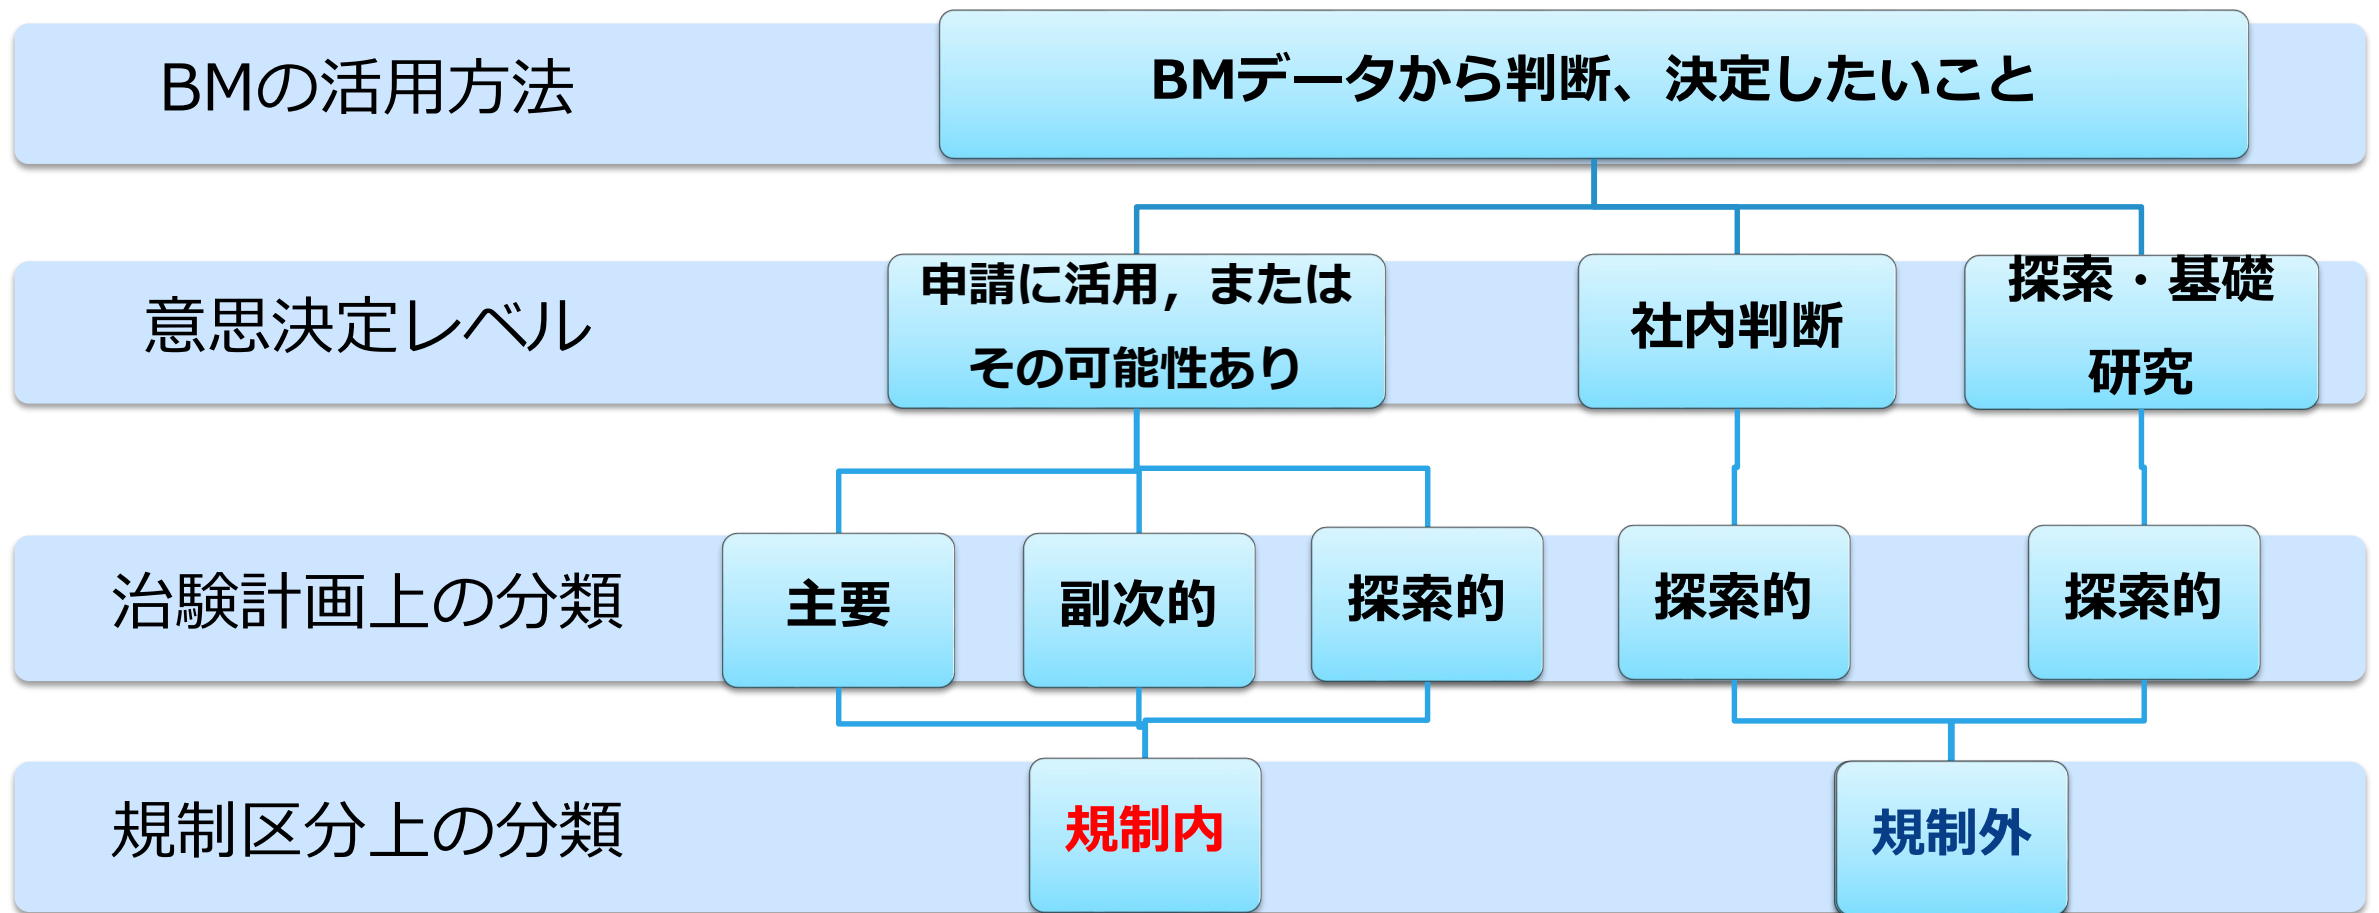 BMの活用方法
BMデータから判断、決定したいこと
意思決定レベル
申請に活用，または
その可能性あり
社内判断
探索・基礎
研究
治験計画上の分類
主要
副次的
探索的
探索的
探索的
規制区分上の分類
規制内
規制外